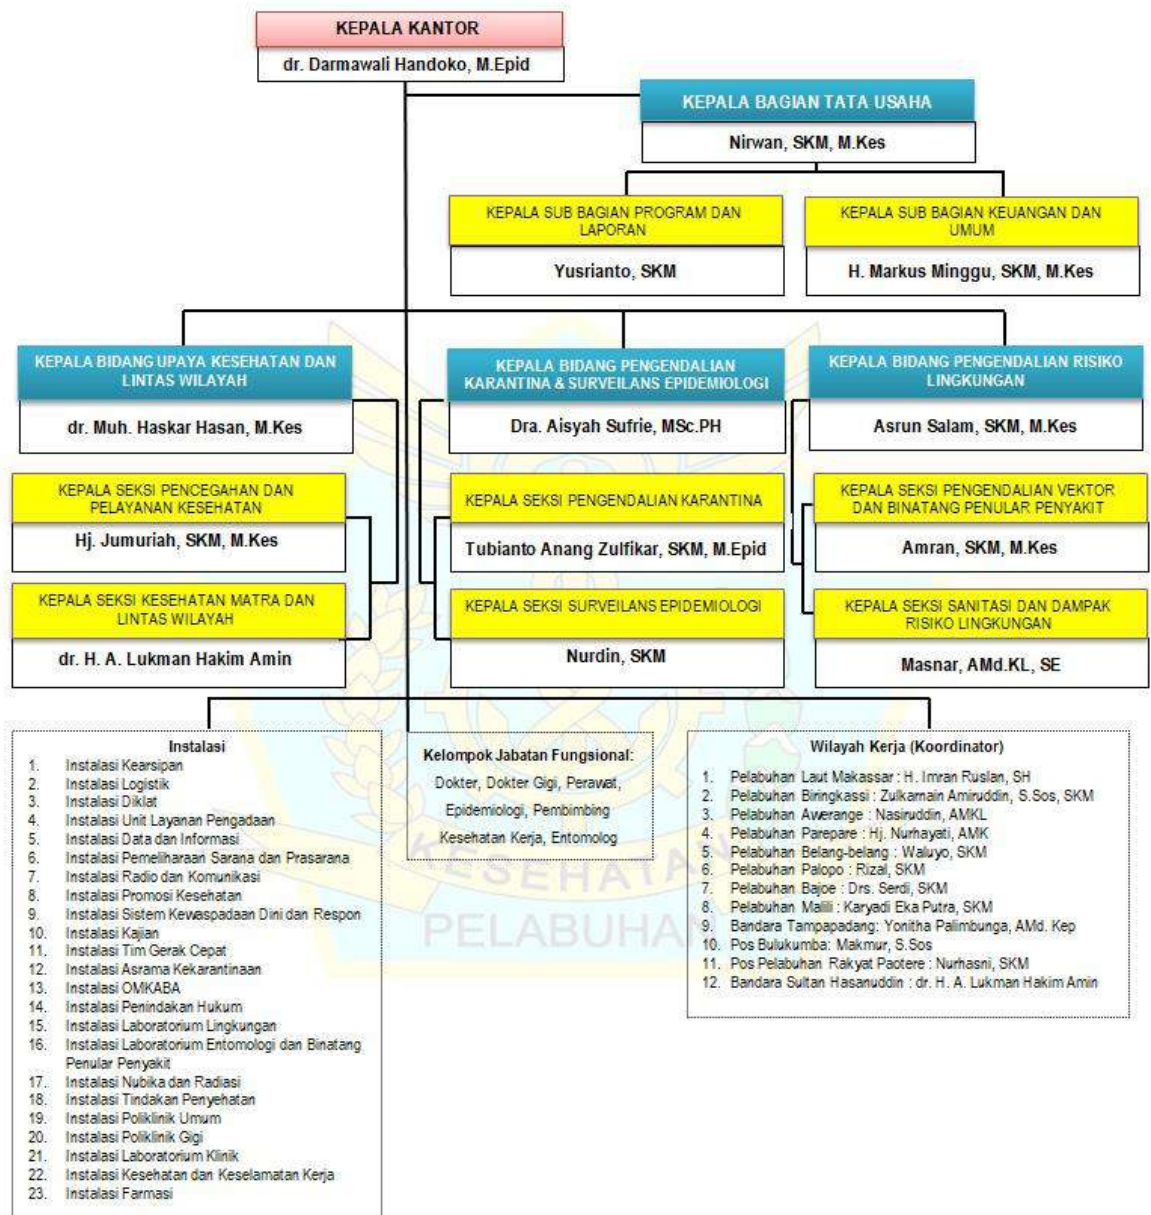 KEPALA KANTOR
dr. Darmawali Handoko, M.Epid
KEPALA BAGIAN TATA USAHA
Nirwan, SKM, M.Kes
KEPALA SUB BAGIAN PROGRAM DAN
LAPORAN
Yusrianto, SKM
KEPALA SUB BAGIAN KEUANGAN DAN
UMUM
H. Markus Minggu, SKM, M.Kes
KEPALA BIDANG UPAYA KESEHATAN DAN
LINTAS WILAYAH
dr. Muh. Haskar Hasan, M.Kes
KEPALA SEKSI PENCEGAHAN DAN
PELAYANAN KESEHATAN
Hj. Jumuriah, SKM, M.Kes
KEPALA SEKSI KESEHATAN MATRA DAN
LINTAS WILAYAH
dr. H. A. Lukman Hakim Amin
KEPALA BIDANG PENGENDALIAN
KARANTINA & SURVEILANS EPIDEMIOLOGI
Dra. Aisyah Sufrie, MSc.PH
KEPALA SEKSI PENGENDALIAN KARANTINA
Tubianto Anang Zulfikar, SKM, M.Epid
KEPALA SEKSI SURVEILANS EPIDEMIOLOGI
Nurdin, SKM
KEPALA BIDANG PENGENDALIAN RISIKO
LINGKUNGAN
Asrun Salam, SKM, M.Kes
KEPALA SEKSI PENGENDALIAN VEKTOR
DAN BINATANG PENULAR PENYAKIT
Amran, SKM, M.Kes
KEPALA SEKSI SANITASI DAN DAMPAK
RISIKO LINGKUNGAN
Masnar, AMd.KL, SE
Instalasi
1. Instalasi Kearsipan
2. Instalasi Logistik
3. Instalasi Diklat
4. Instalasi Unit Layanan Pengadaan
5. Instalasi Data dan Informasi
6. Instalasi Pemeliharaan Sarana dan Prasarana
7. Instalasi Radio dan Komunikasi
8. Instalasi Promosi Kesehatan
9. Instalasi Sistem Kewaspadaan Dini dan Respon
10. Instalasi Kajian
11. Instalasi Tim Gerak Cepat
12. Instalasi Asrama Kekarantinaan
13. Instalasi OMKABA
14. Instalasi Penindakan Hukum
15. Instalasi Laboratorium Lingkungan
16. Instalasi Laboratorium Entomologi dan Binatang
Penular Penyakit
17. Instalasi Nubika dan Radiasi
18. Instalasi Tindakan Penyehatan
19. Instalasi Poliklinik Umum
20. Instalasi Poliklinik Gigi
21. Instalasi Laboratorium Klinik
22. Instalasi Kesehatan dan Keselamatan Kerja
23. Instalasi Farmasi
Kelompok Jabatan Fungsional:
Dokter, Dokter Gigi, Perawat,
Epidemiologi, Pembimbing
Kesehatan Kerja, Entomolog
Wilayah Kerja (Koordinator)
1. Pelabuhan Laut Makassar : H. Imran Ruslan, SH
2. Pelabuhan Biringkassi : Zulkarnain Amiruddin, S.Sos, SKM
3. Pelabuhan Awerange : Nasiruddin, AMKL
4. Pelabuhan Parepare : Hj. Nurhayati, AMK
5. Pelabuhan Belang-belang : Waluyo, SKM
6. Pelabuhan Palopo : Rizal, SKM
7. Pelabuhan Bajoe : Drs. Serdi, SKM
8. Pelabuhan Malili : Karyadi Eka Putra, SKM
9. Bandara Tampapadang: Yonitha Palimbunga, AMd. Kep
10. Pos Bulukumba: Makmur, S.Sos
11. Pos Pelabuhan Rakyat Paotere : Nurhasni, SKM
12. Bandara Sultan Hasanuddin : dr. H. A. Lukman Hakim Amin
KESEHATAN
PELABUHAN